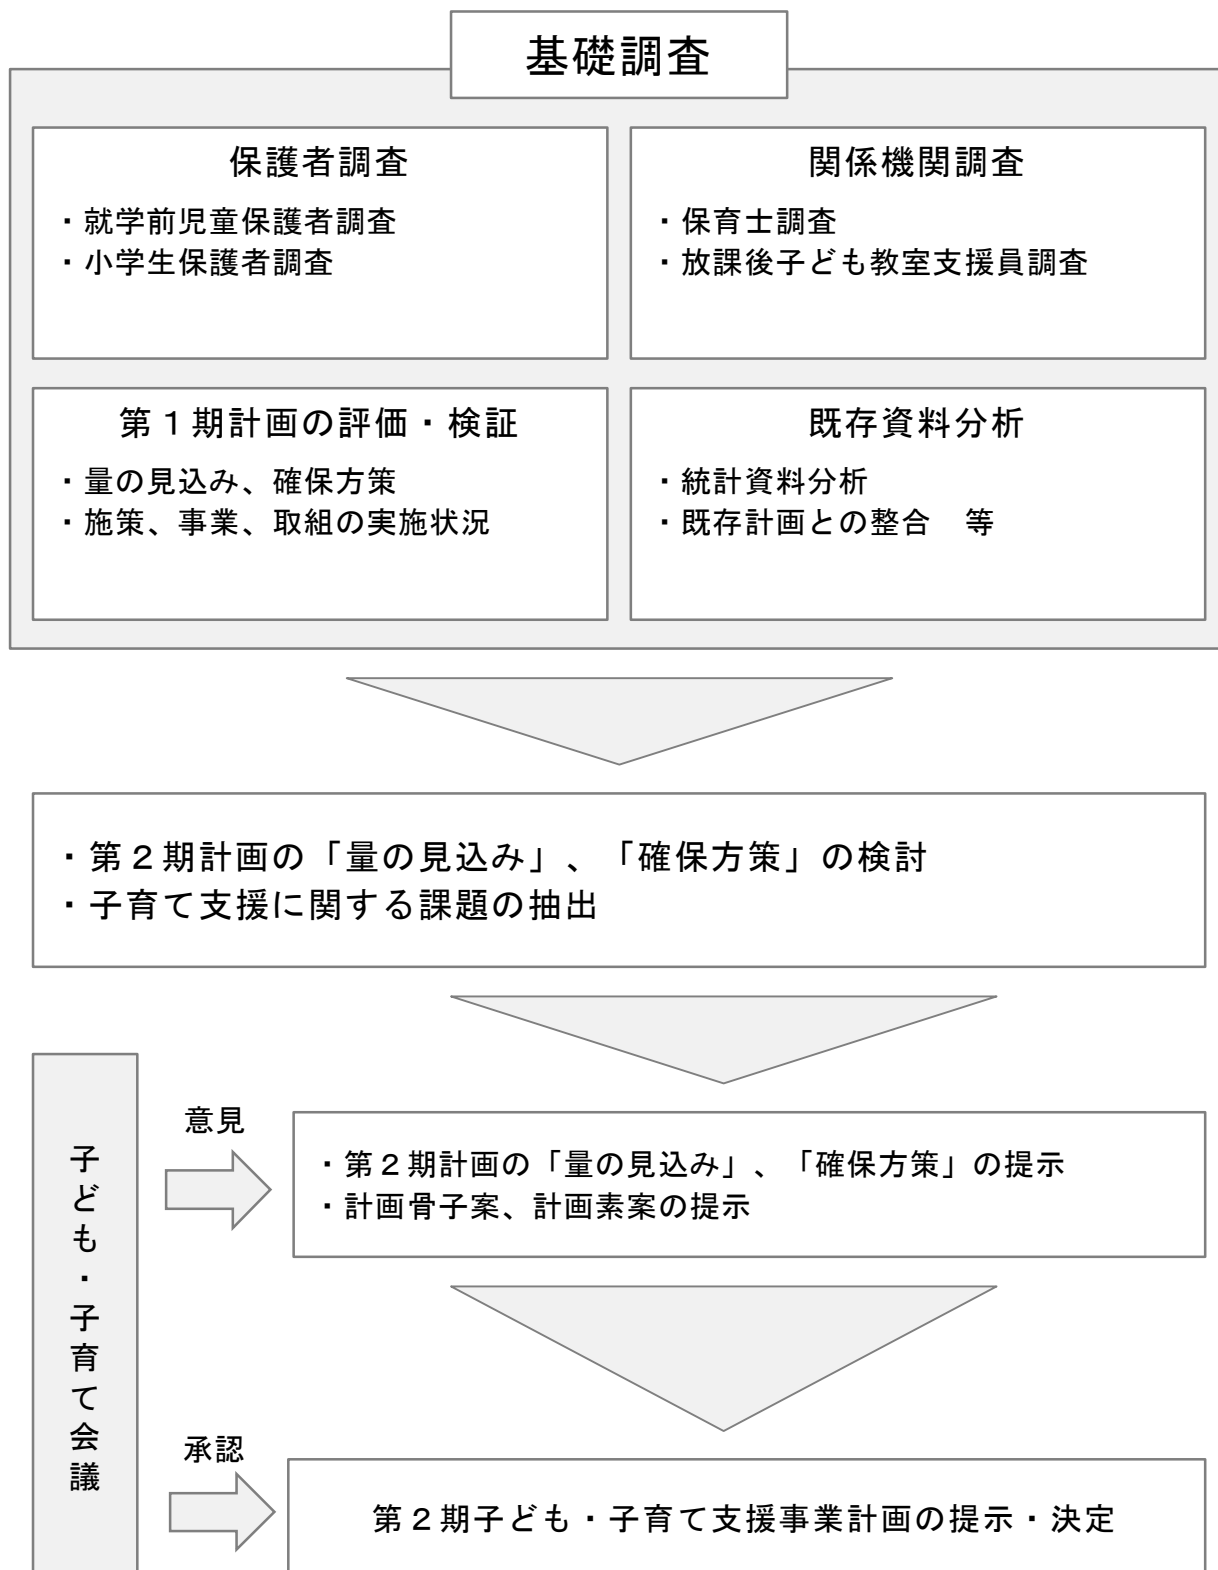 基礎調査
保護者調査
・就学前児童保護者調査
・小学生保護者調査
関係機関調査
・保育士調査
・放課後子ども教室支援員調査
第１期計画の評価・検証
・量の見込み、確保方策
・施策、事業、取組の実施状況
既存資料分析
・統計資料分析
・既存計画との整合　等
・第２期計画の「量の見込み」、「確保方策」の検討
・子育て支援に関する課題の抽出
子ども・子育て会議
意見
・第２期計画の「量の見込み」、「確保方策」の提示
・計画骨子案、計画素案の提示
承認
第２期子ども・子育て支援事業計画の提示・決定